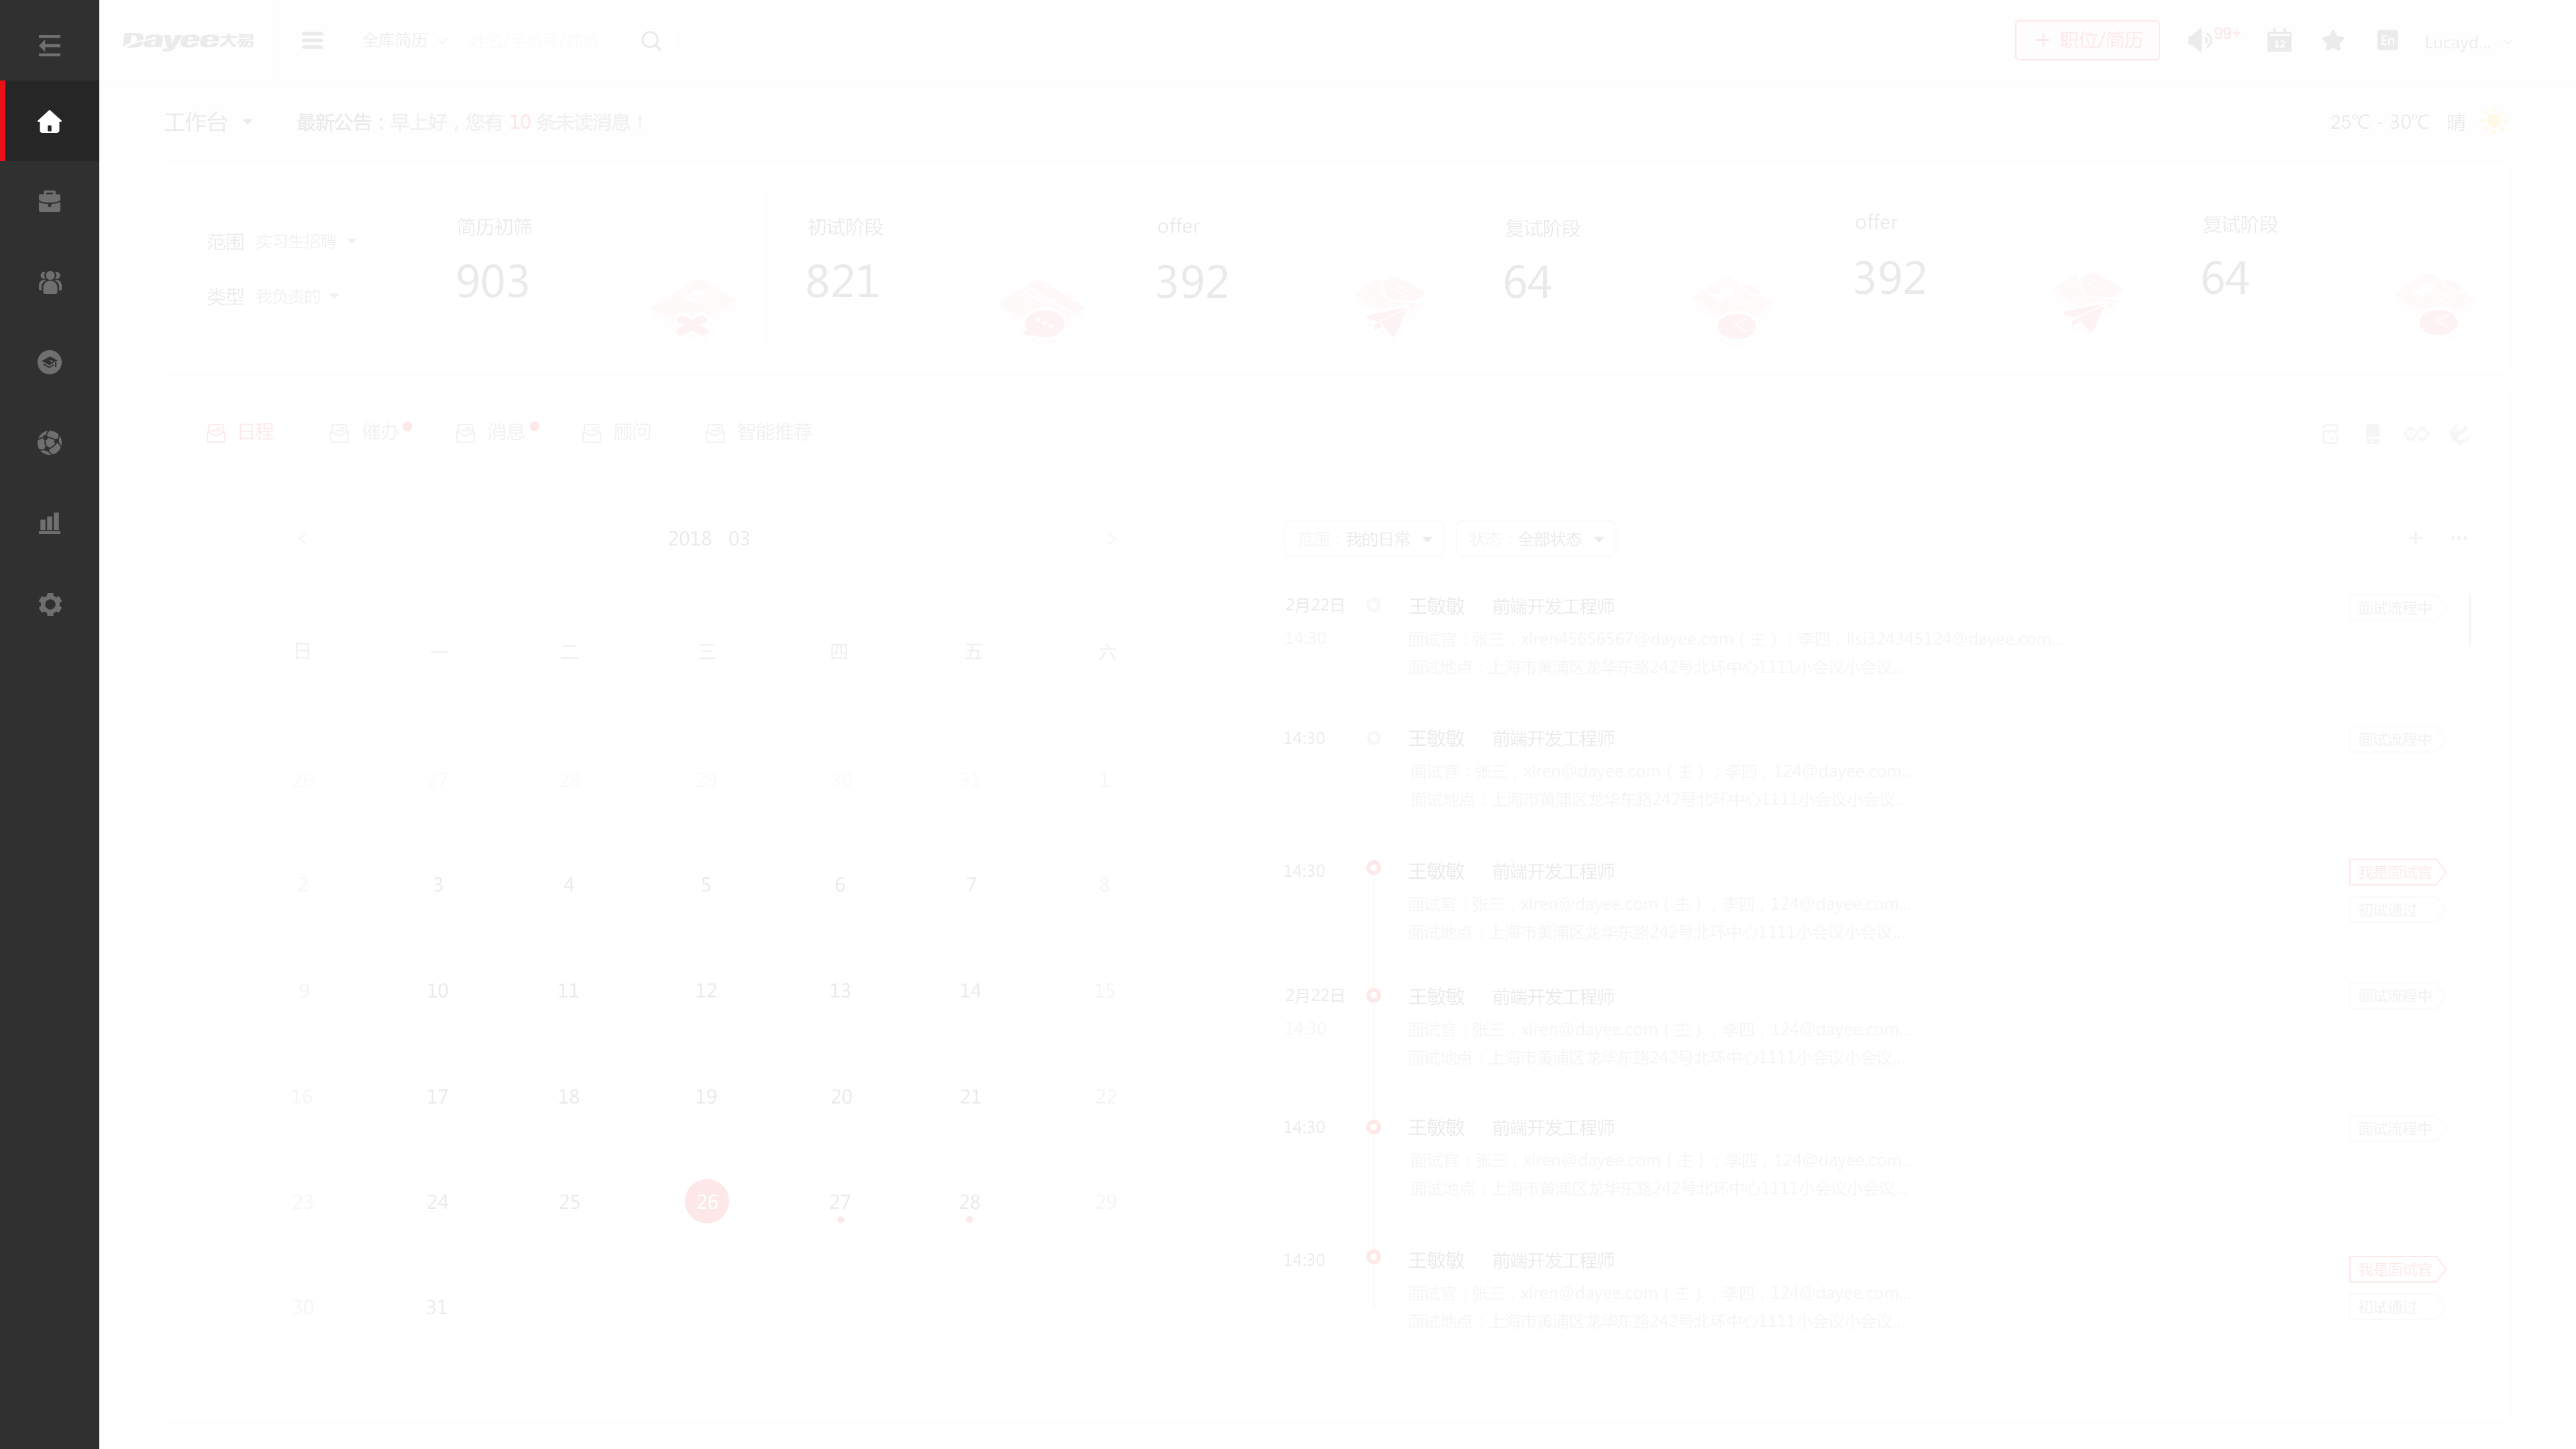 Dayee大易
全库简历
姓名/手机号/邮箱...
+ 职位/简历
99+
12
En
Lucayd...
工作台
最新公告：早上好，您有 10 条未读消息！
25℃ - 30℃ 晴
范围 实习生招聘
类型 我负责的
简历初筛
903
初试阶段
821
offer
392
复试阶段
64
offer
392
复试阶段
64
日程
催办
消息
顾问
智能推荐
2018 03
日 一 二 三 四 五 六
26 27 28 29 30 31 1
2 3 4 5 6 7 8
9 10 11 12 13 14 15
16 17 18 19 20 21 22
23 24 25 26 27 28 29
30 31
范围：我的日常
状态：全部状态
2月22日
14:30
王敏敏 前端开发工程师
面试流程中
面试官：张三，xlren45656567@dayee.com（主）；李四，lisi324345124@dayee.com...
面试地点：上海市黄浦区龙华东路242号北环中心1111小会议小会议...
14:30
王敏敏 前端开发工程师
面试流程中
面试官：张三，xlren@dayee.com（主）；李四，124@dayee.com...
面试地点：上海市黄浦区龙华东路242号北环中心1111小会议小会议...
14:30
王敏敏 前端开发工程师
我是面试官
初试通过
面试官：张三，xlren@dayee.com（主）；李四，124@dayee.com...
面试地点：上海市黄浦区龙华东路242号北环中心1111小会议小会议...
2月22日
14:30
王敏敏 前端开发工程师
面试流程中
面试官：张三，xlren@dayee.com（主）；李四，124@dayee.com...
面试地点：上海市黄浦区龙华东路242号北环中心1111小会议小会议...
14:30
王敏敏 前端开发工程师
面试流程中
面试官：张三，xlren@dayee.com（主）；李四，124@dayee.com...
面试地点：上海市黄浦区龙华东路242号北环中心1111小会议小会议...
14:30
王敏敏 前端开发工程师
我是面试官
初试通过
面试官：张三，xlren@dayee.com（主）；李四，124@dayee.com...
面试地点：上海市黄浦区龙华东路242号北环中心1111小会议小会议...